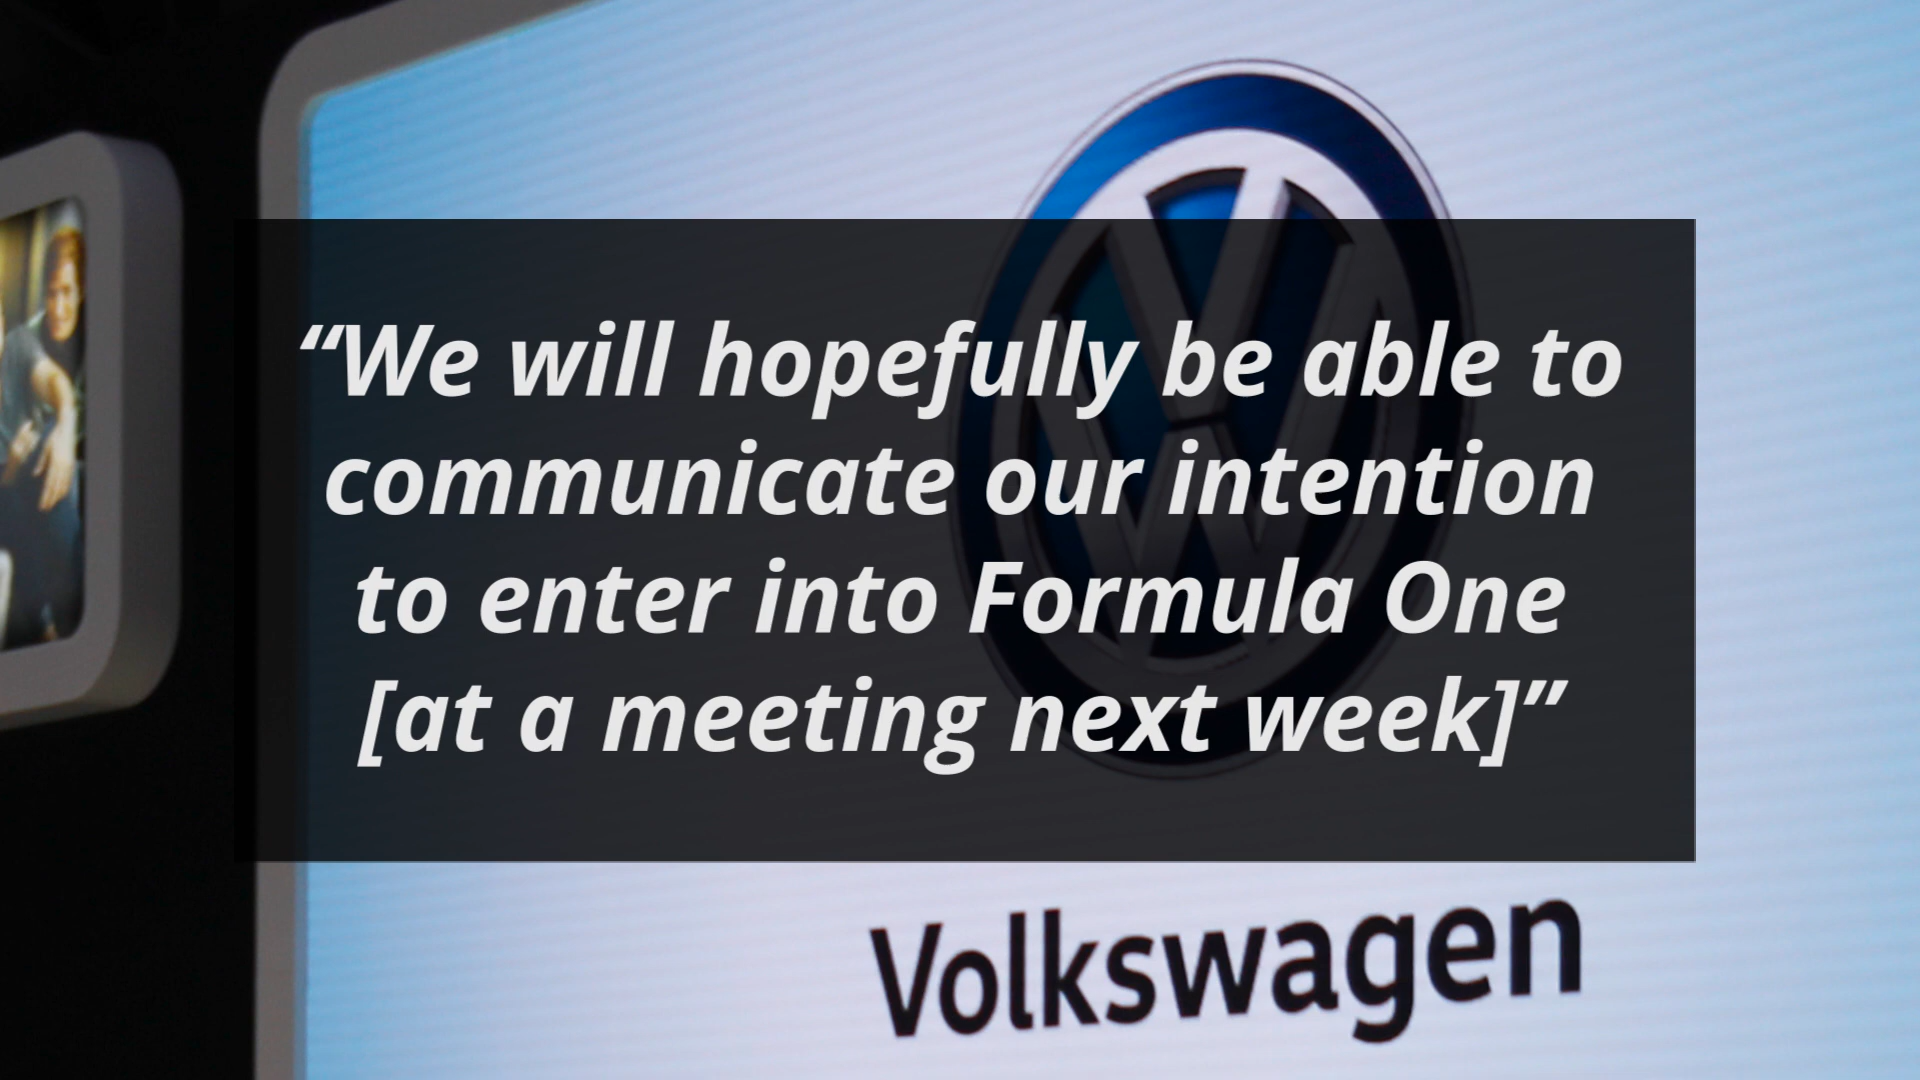 “We will hopefully be able to
communicate our intention
to enter into Formula One
[at a meeting next week]”
Volkswagen